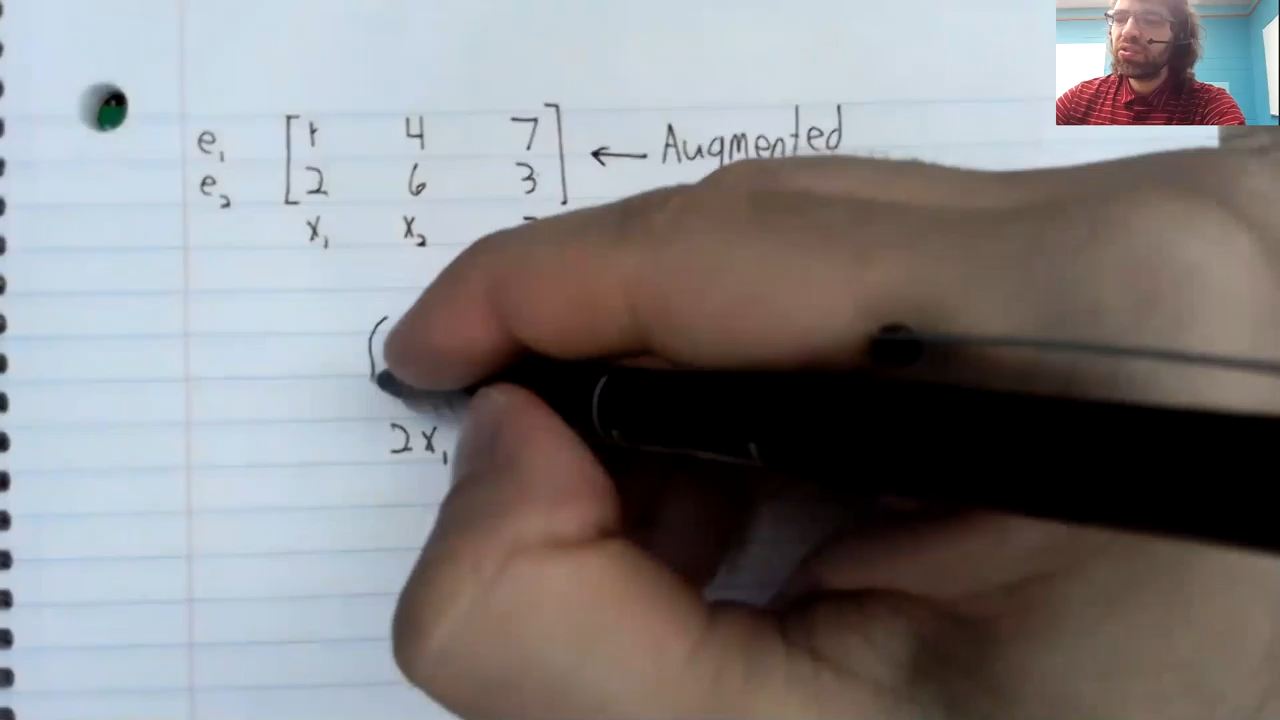 e₁ [1 4 7] ← Augmented
e₂ [2 6 3]
x₁ x₂
(
2x₁